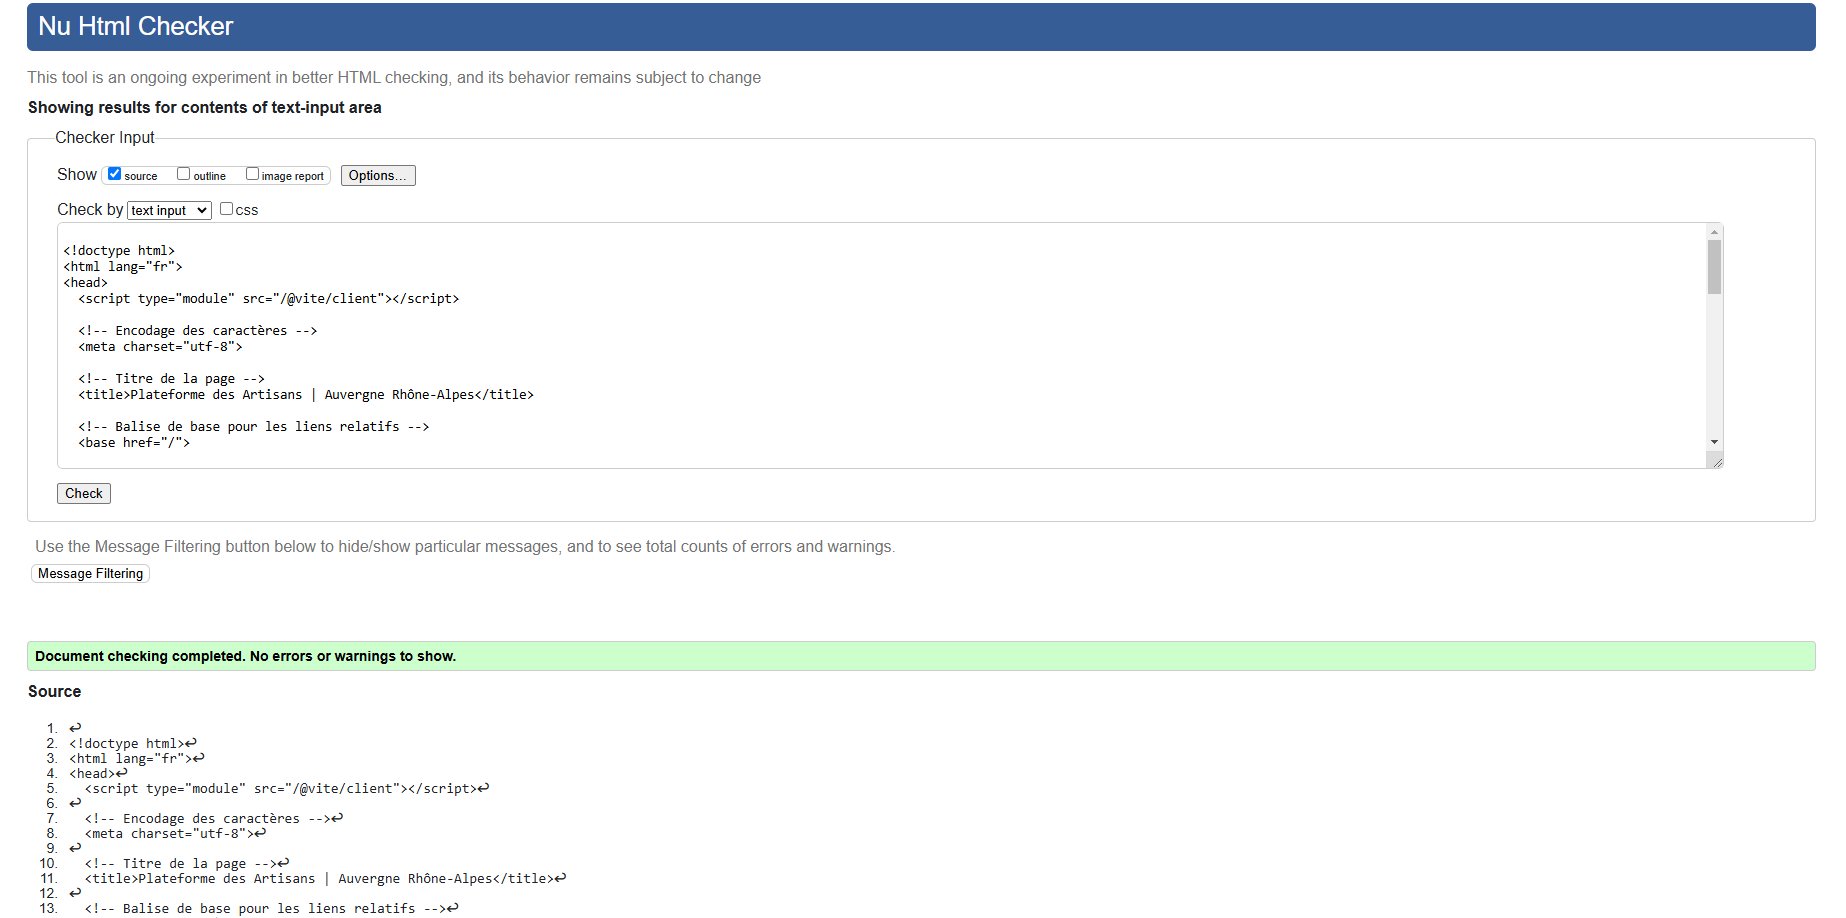 Nu Html Checker
This tool is an ongoing experiment in better HTML checking, and its behavior remains subject to change
Showing results for contents of text-input area
Checker Input
Show source outline image report Options...
Check by text input css
<!doctype html>
<html lang="fr">
<head>
  <script type="module" src="/@vite/client"></script>
  <!-- Encodage des caractères -->
  <meta charset="utf-8">
  <!-- Titre de la page -->
  <title>Plateforme des Artisans | Auvergne Rhône-Alpes</title>
  <!-- Balise de base pour les liens relatifs -->
  <base href="/">
Check
Use the Message Filtering button below to hide/show particular messages, and to see total counts of errors and warnings.
Message Filtering
Document checking completed. No errors or warnings to show.
Source
1. ↩
2. <!doctype html>↩
3. <html lang="fr">↩
4. <head>↩
5.   <script type="module" src="/@vite/client"></script>↩
6. ↩
7.   <!-- Encodage des caractères -->↩
8.   <meta charset="utf-8">↩
9. ↩
10.   <!-- Titre de la page -->↩
11.   <title>Plateforme des Artisans | Auvergne Rhône-Alpes</title>↩
12. ↩
13.   <!-- Balise de base pour les liens relatifs -->↩